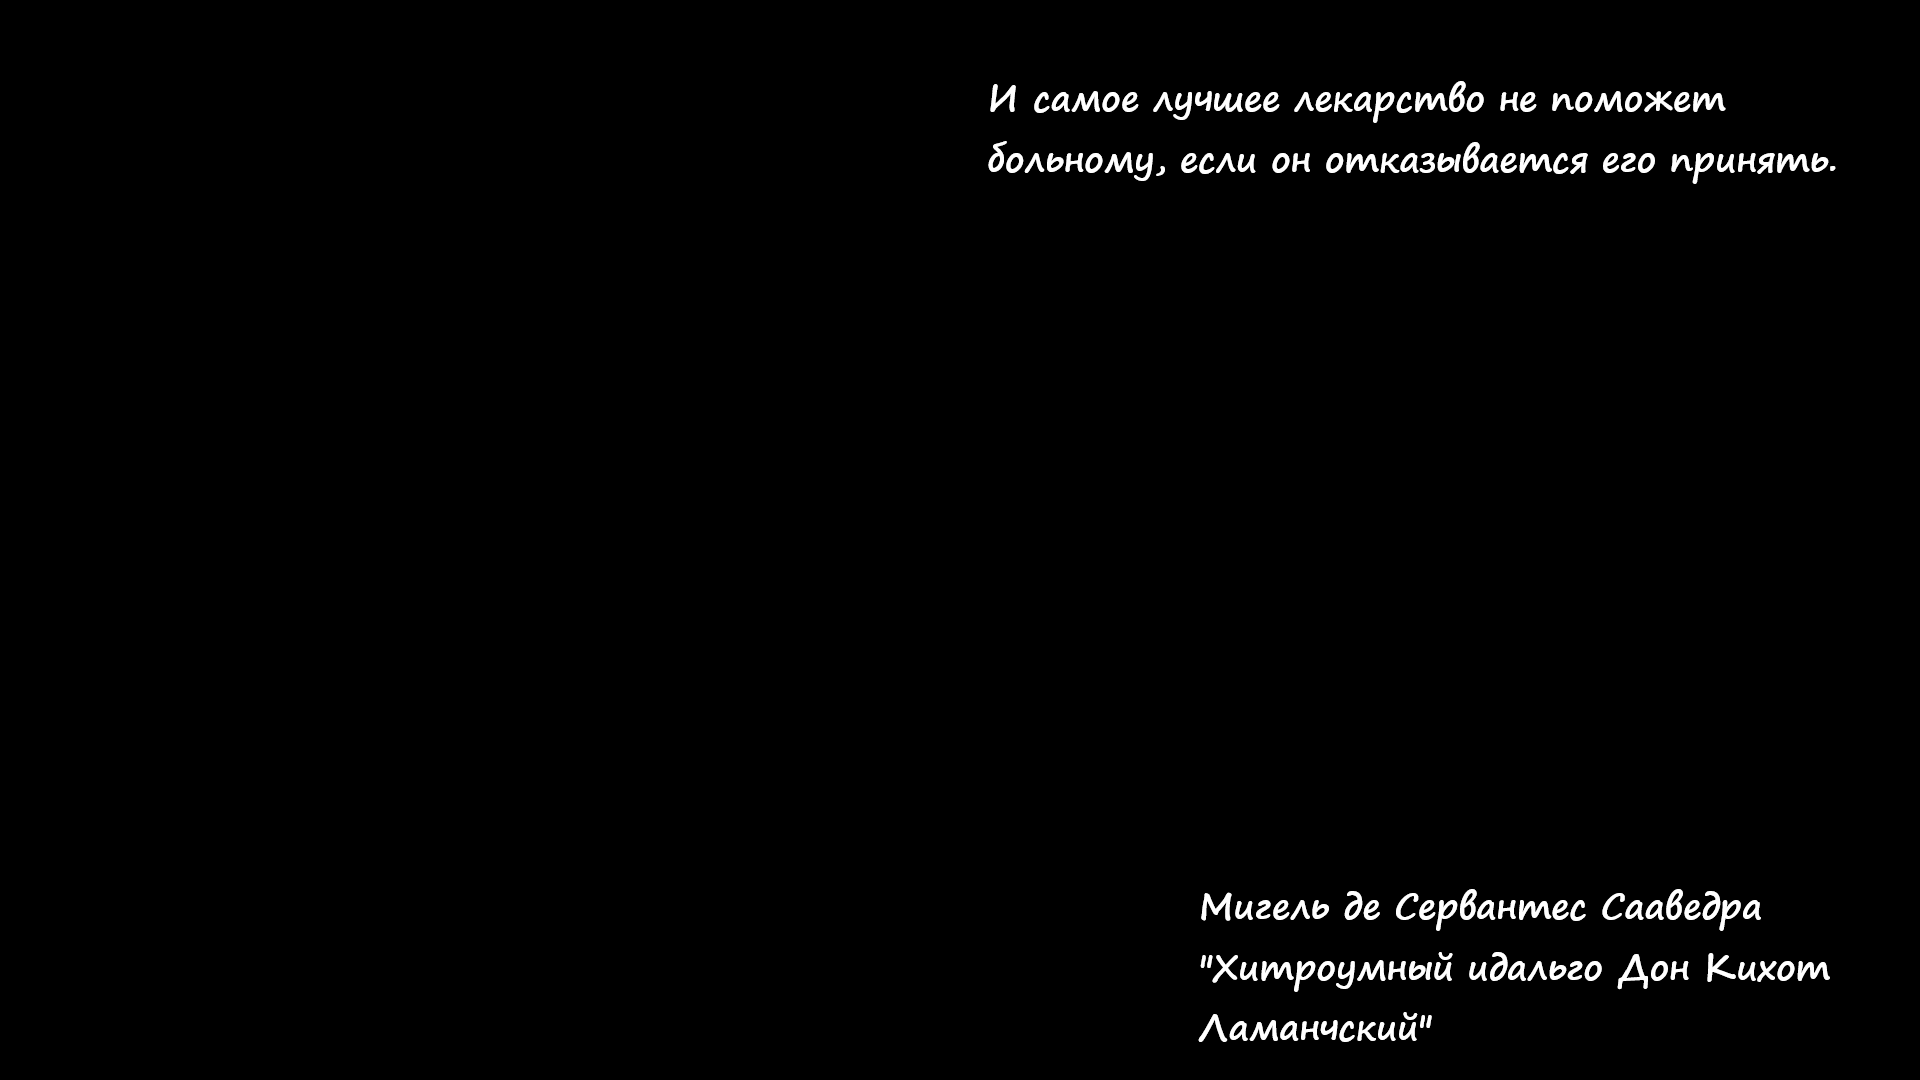 И самое лучшее лекарство не поможет
больному, если он отказывается его принять.
Мигель де Сервантес Сааведра
"Хитроумный идальго Дон Кихот
Ламанчский"